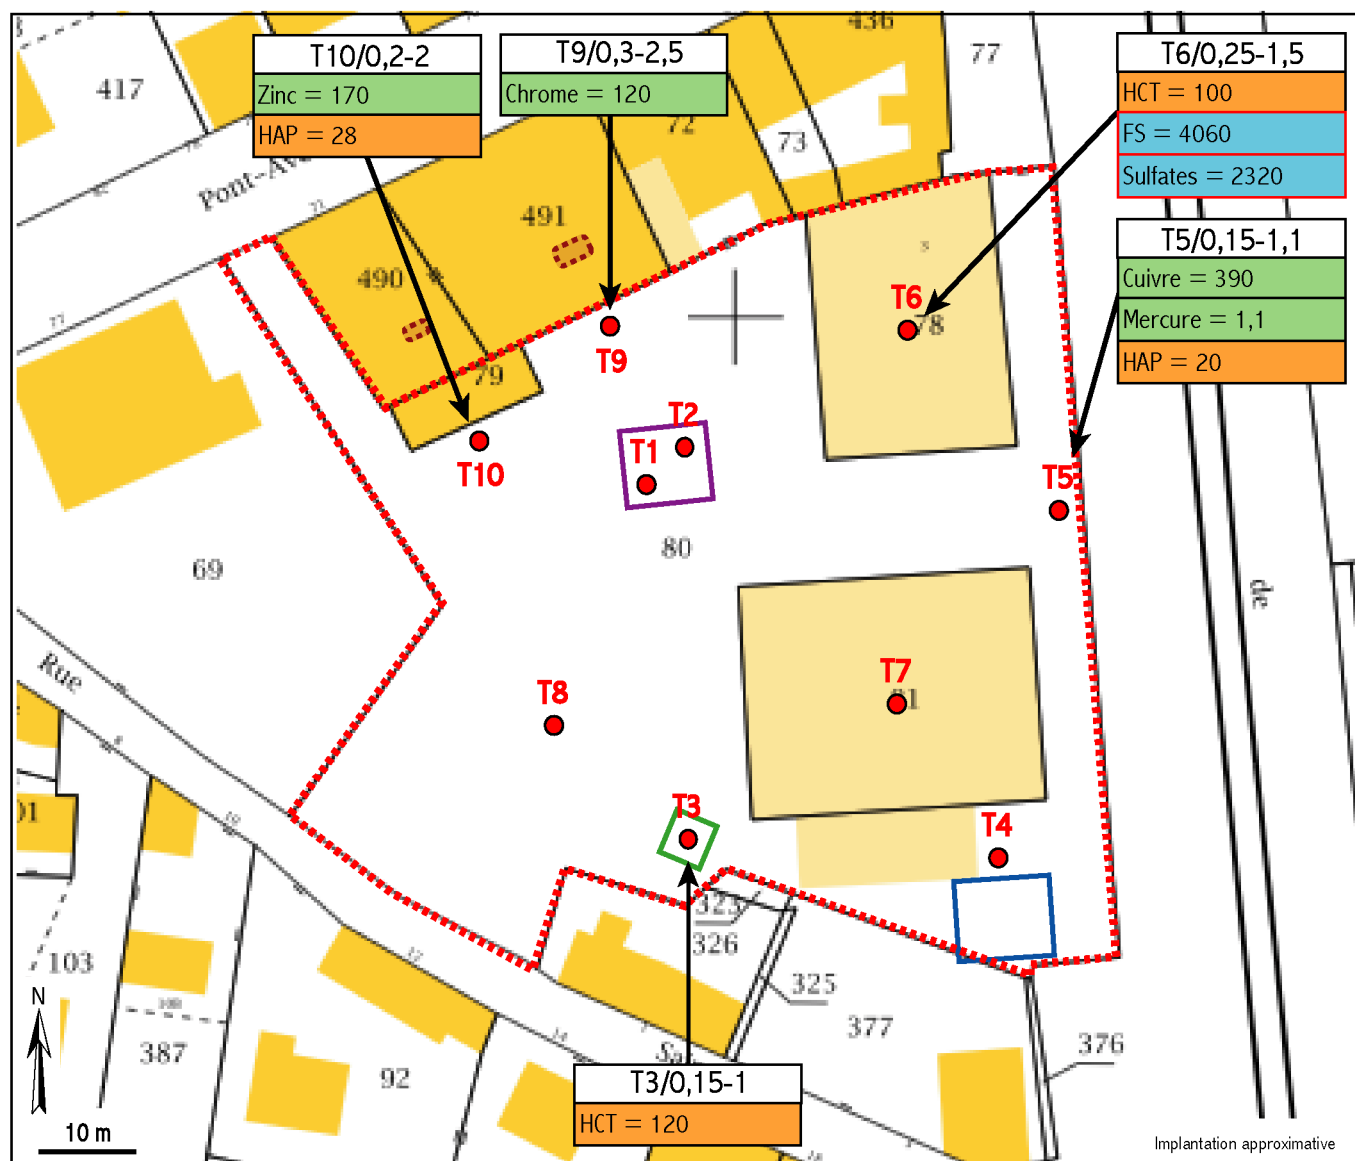 436
77
417
T10/0,2-2
Zinc = 170
HAP = 28
T9/0,3-2,5
Chrome = 120
T6/0,25-1,5
HCT = 100
FS = 4060
Sulfates = 2320
72
73
Pont-Av
T5/0,15-1,1
Cuivre = 390
Mercure = 1,1
HAP = 20
491
490
T6
78
T9
79
T2
T1
T10
T5
80
69
de
Rue
T7
81
T8
01
T3
T4
323
326
103
325
377
N
387
92
376
T3/0,15-1
HCT = 120
10 m
Implantation approximative